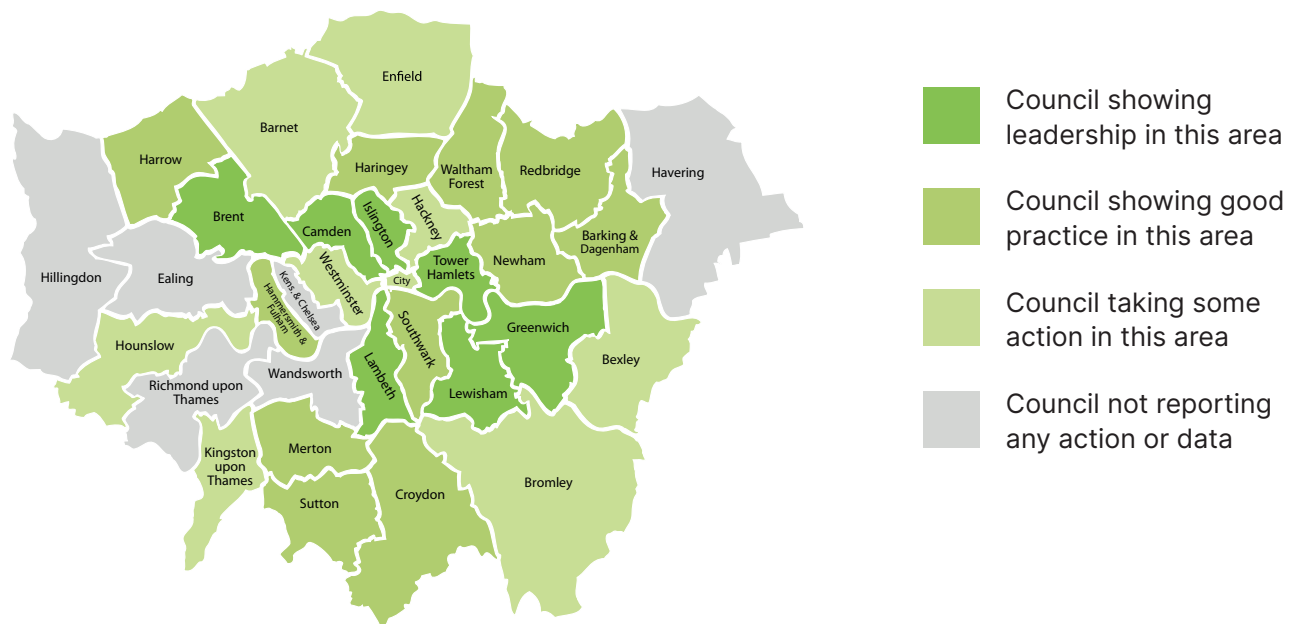 Enfield
Barnet
Harrow
Haringey
Waltham
Forest
Redbridge
Havering
Brent
Camden
Islington
Hackney
Hillingdon
Ealing
Kens. & Chelsea
Westminster
City
Tower
Hamlets
Newham
Barking &
Dagenham
Hammersmith &
Fulham
Hounslow
Southwark
Greenwich
Bexley
Richmond upon
Thames
Wandsworth
Lambeth
Lewisham
Kingston
upon
Thames
Merton
Sutton
Croydon
Bromley
Council showing
leadership in this area
Council showing good
practice in this area
Council taking some
action in this area
Council not reporting
any action or data